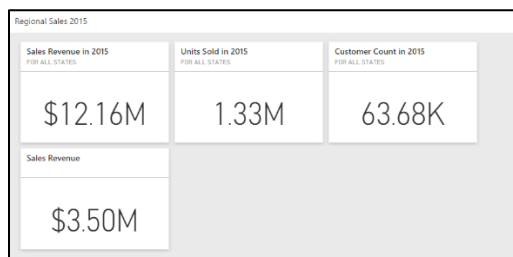 Regional Sales 2015
Sales Revenue in 2015
FOR ALL STATES
$12.16M
Units Sold in 2015
FOR ALL STATES
1.33M
Customer Count in 2015
FOR ALL STATES
63.68K
Sales Revenue
$3.50M